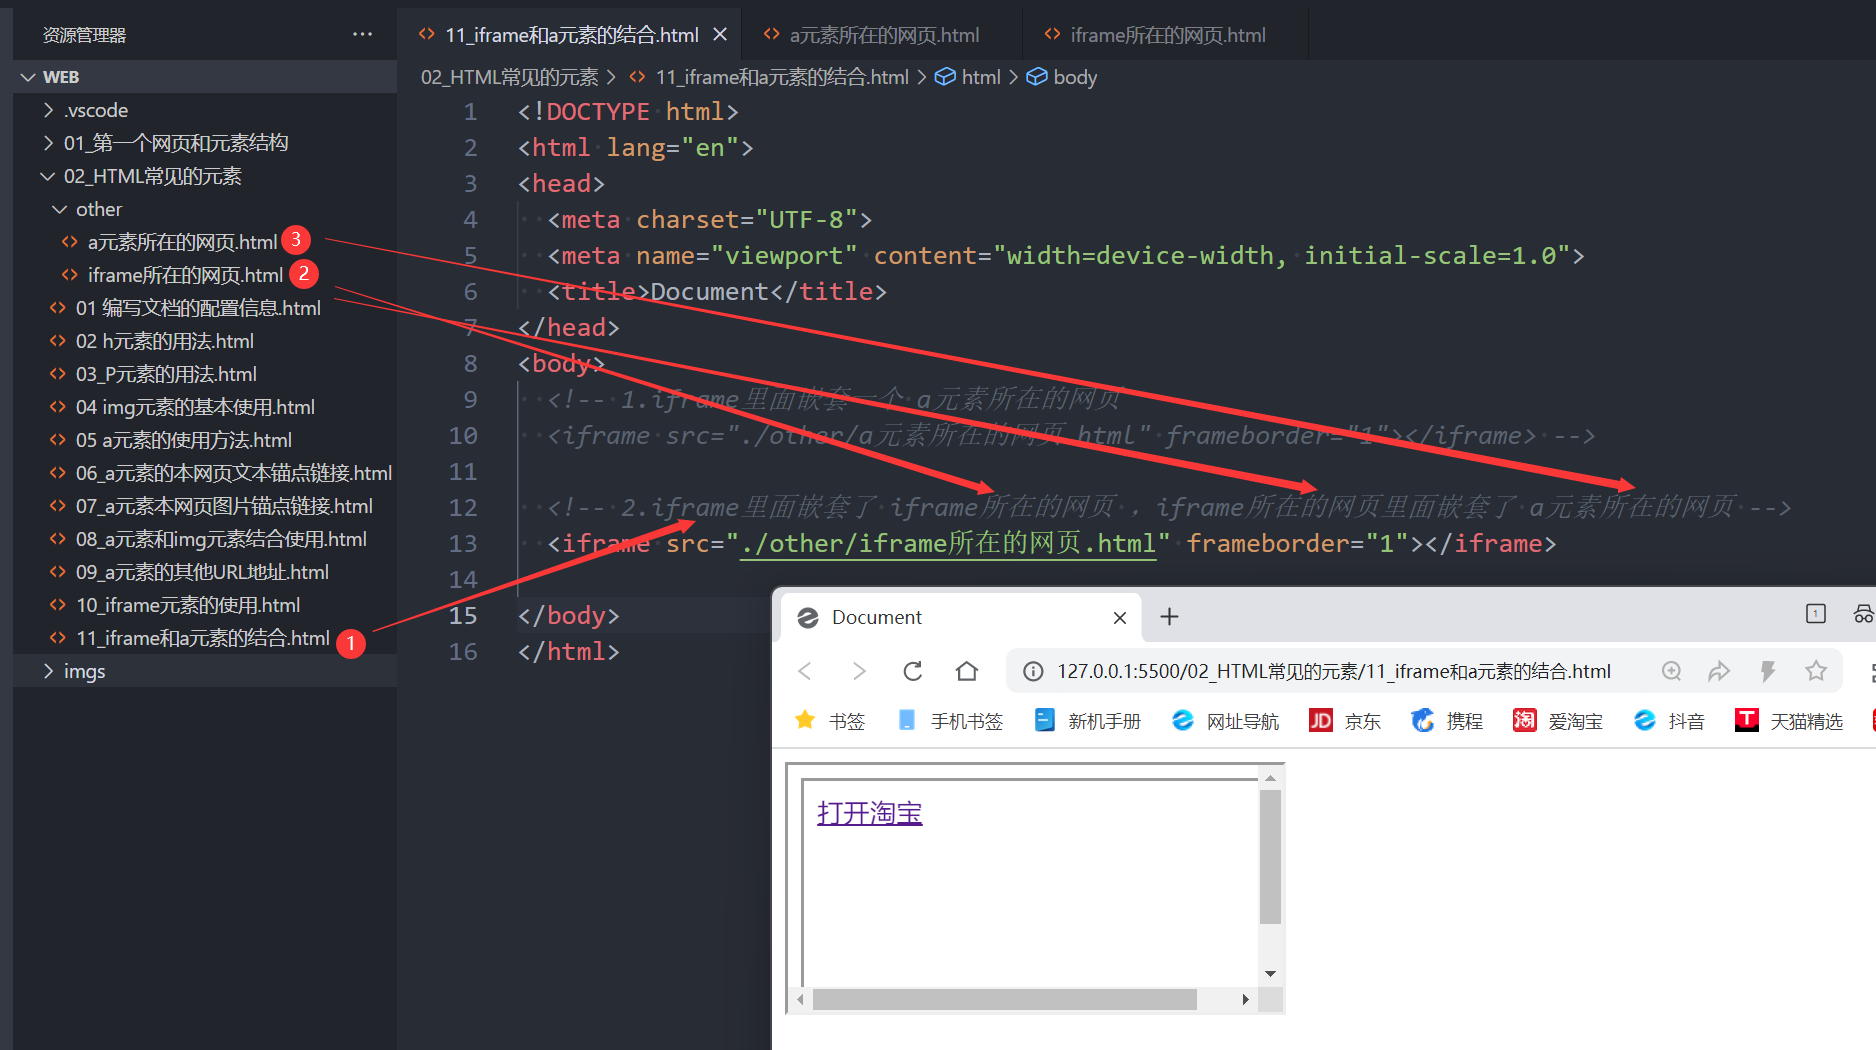 资源管理器
WEB
.vscode
01_第一个网页和元素结构
02_HTML常见的元素
other
a元素所在的网页.html 3
iframe所在的网页.html 2
01 编写文档的配置信息.html
02 h元素的用法.html
03_P元素的用法.html
04 img元素的基本使用.html
05 a元素的使用方法.html
06_a元素的本网页文本锚点链接.html
07_a元素本网页图片锚点链接.html
08_a元素和img元素结合使用.html
09_a元素的其他URL地址.html
10_iframe元素的使用.html
11_iframe和a元素的结合.html 1
imgs
11_iframe和a元素的结合.html a元素所在的网页.html iframe所在的网页.html
02_HTML常见的元素 > 11_iframe和a元素的结合.html > html > body
1 <!DOCTYPE html>
2 <html lang="en">
3 <head>
4 <meta charset="UTF-8">
5 <meta name="viewport" content="width=device-width, initial-scale=1.0">
6 <title>Document</title>
7 </head>
8 <body>
9 <!-- 1.iframe里面嵌套一个 a元素所在的网页
10 <iframe src="./other/a元素所在的网页.html" frameborder="1"></iframe> -->
11
12 <!-- 2.iframe里面嵌套了 iframe所在的网页 ，iframe所在的网页里面嵌套了 a元素所在的网页 -->
13 <iframe src="./other/iframe所在的网页.html" frameborder="1"></iframe>
14
15 </body>
16 </html>
Document
1
127.0.0.1:5500/02_HTML常见的元素/11_iframe和a元素的结合.html
书签 手机书签 新机手册 网址导航 JD 京东 携程 淘 爱淘宝 抖音 T 天猫精选
打开淘宝